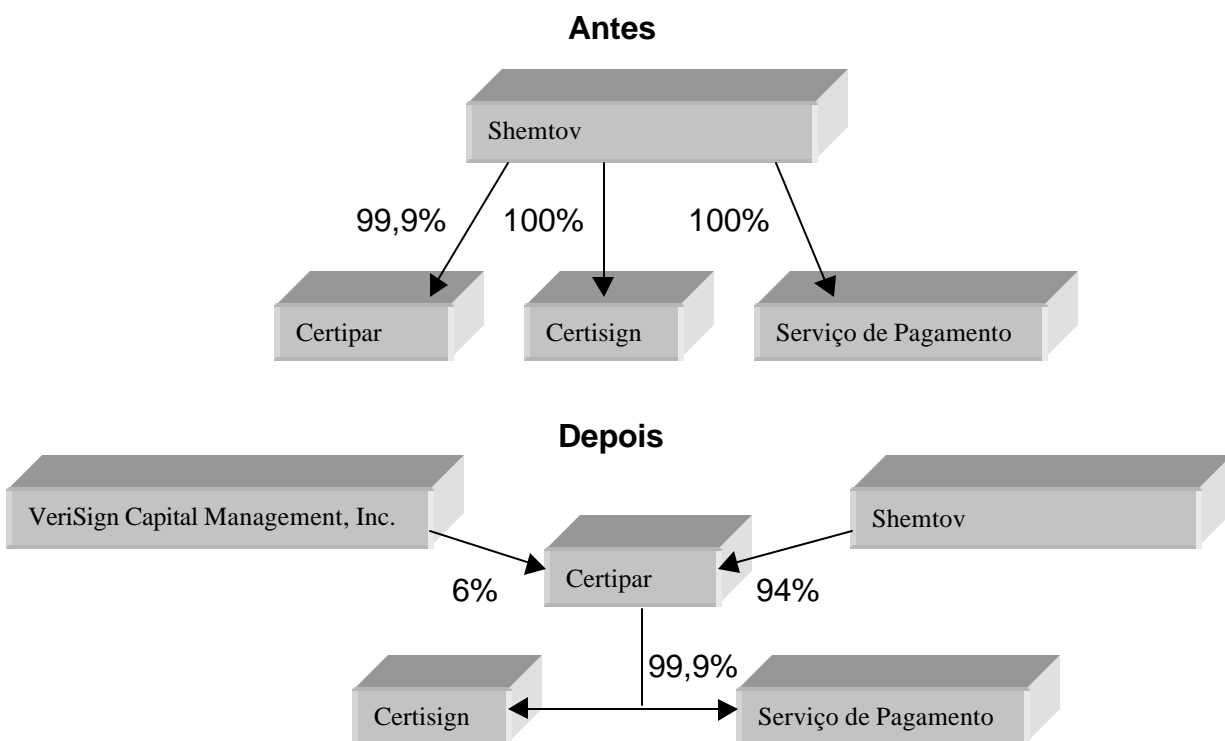 Antes
Shemtov
99,9%
100%
100%
Certipar
Certisign
Serviço de Pagamento
Depois
VeriSign Capital Management, Inc.
Shemtov
Certipar
6%
94%
99,9%
Certisign
Serviço de Pagamento